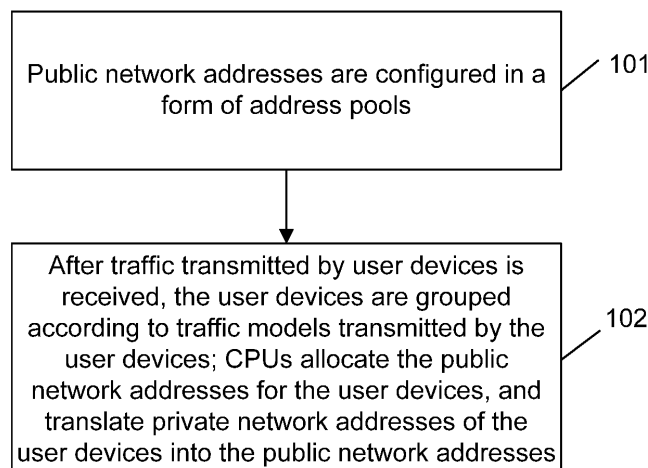 Public network addresses are configured in a
form of address pools
101
After traffic transmitted by user devices is
received, the user devices are grouped
according to traffic models transmitted by the
user devices; CPUs allocate the public
network addresses for the user devices, and
translate private network addresses of the
user devices into the public network addresses
102